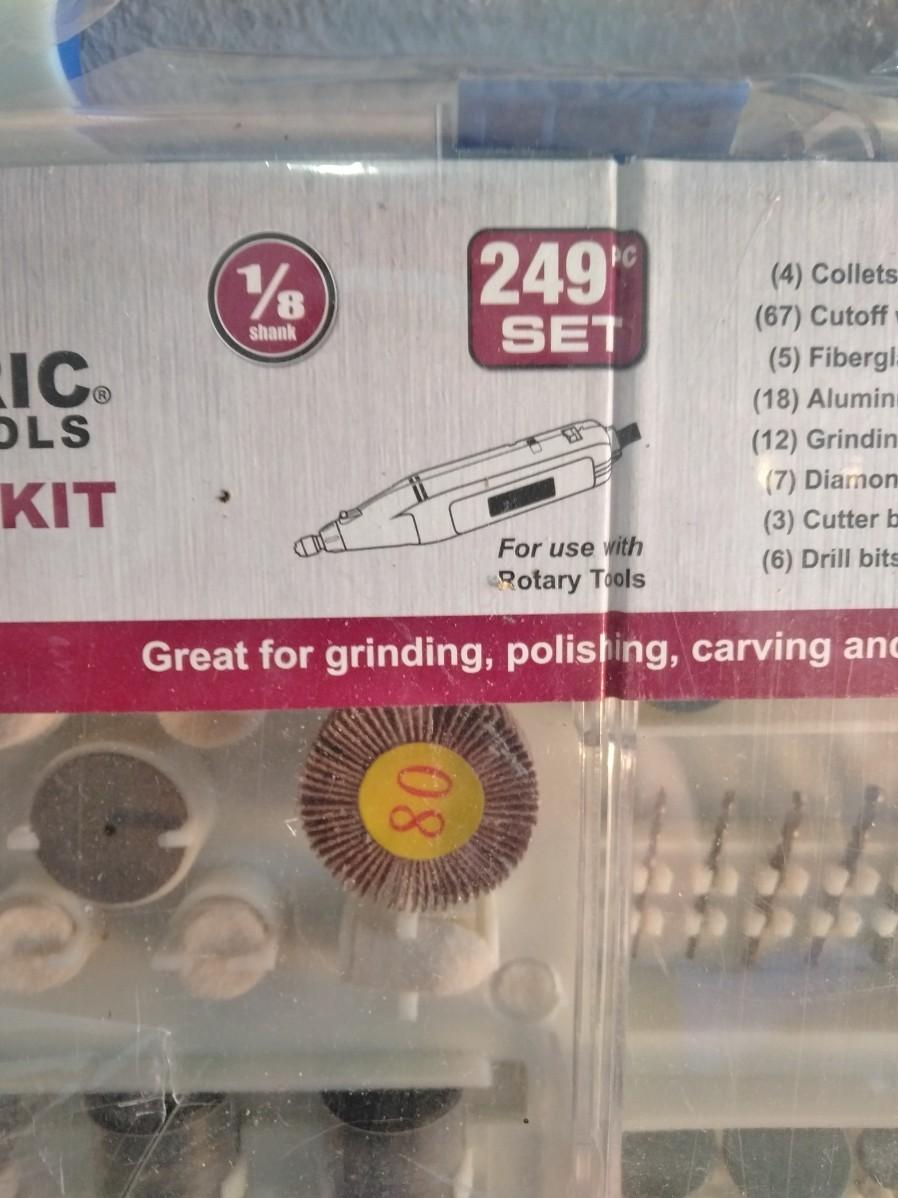 1/8
shank
249PC
SET
RIC®
OLS
KIT
For use with
Rotary Tools
(4) Collets
(67) Cutoff
(5) Fibergl
(18) Alumin
(12) Grindin
(7) Diamon
(3) Cutter b
(6) Drill bits
Great for grinding, polishing, carving and
80